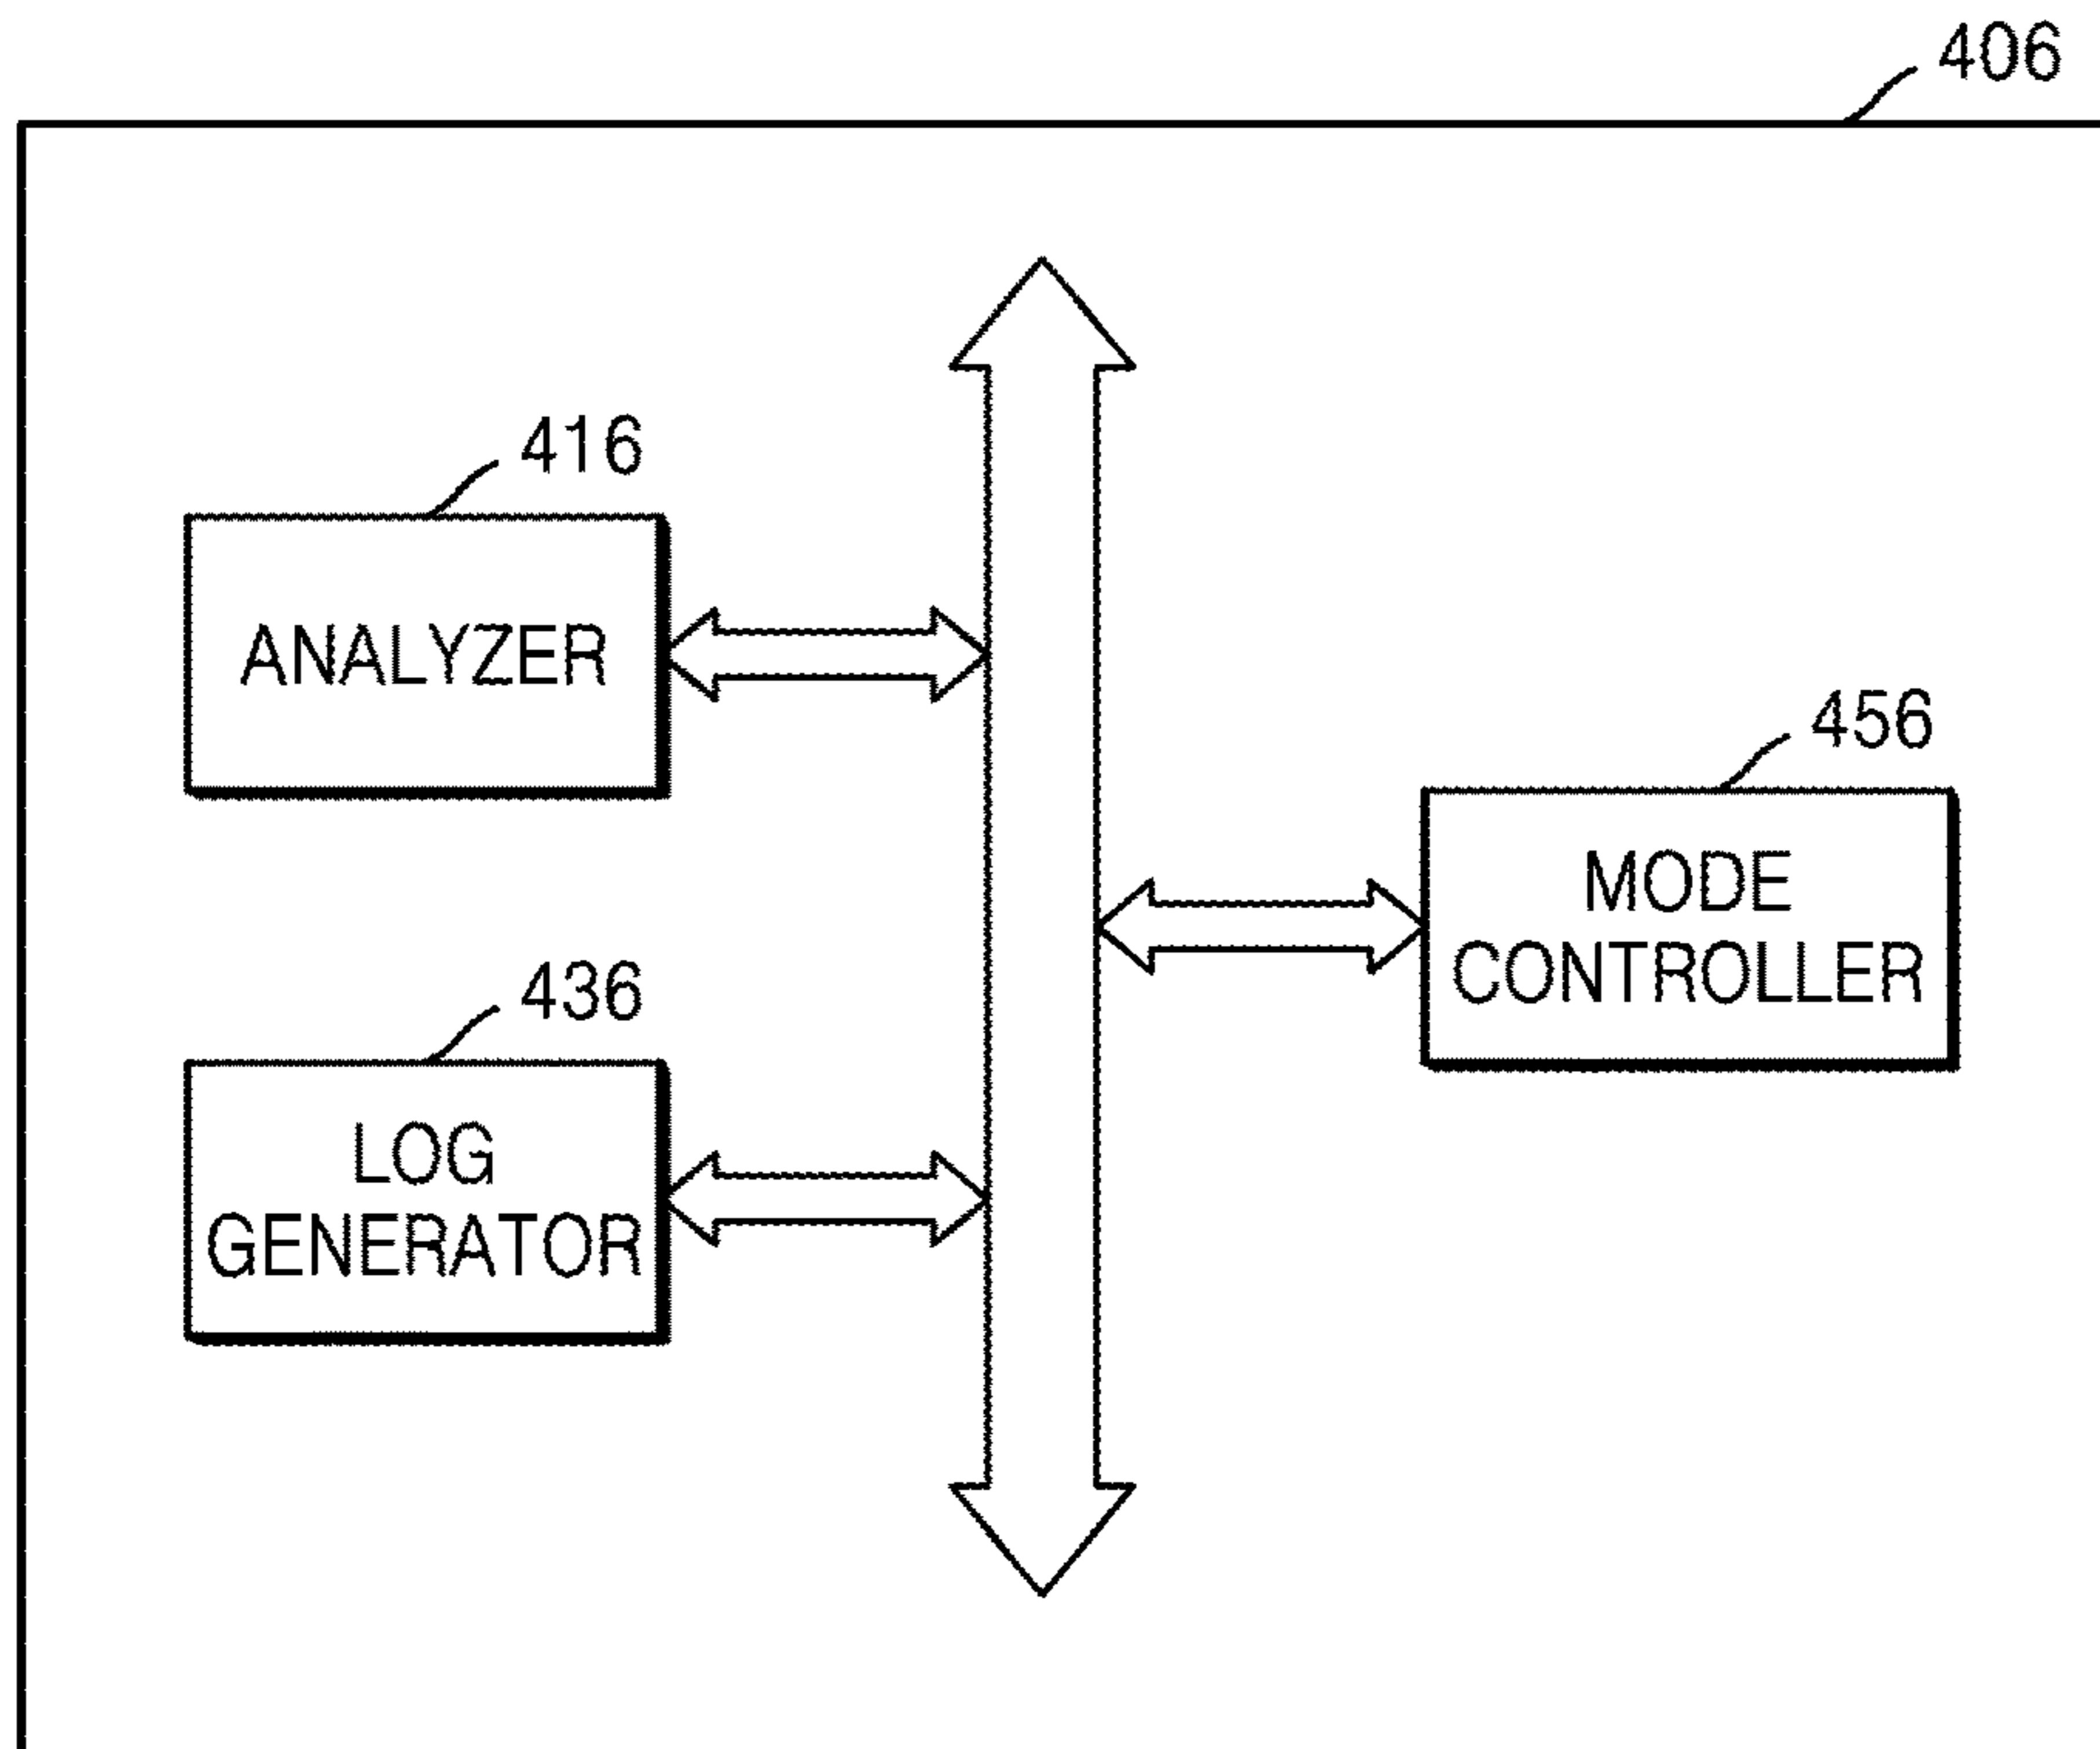 406
416
ANALYZER
456
MODE
CONTROLLER
436
LOG
GENERATOR